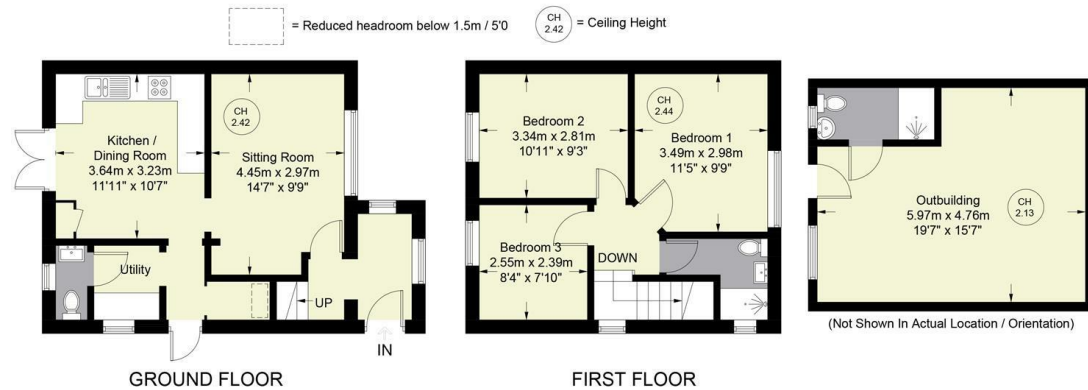 = Reduced headroom below 1.5m / 5'0
CH
2.42
= Ceiling Height
Kitchen /
Dining Room
3.64m x 3.23m
11'11" x 10'7"
CH
2.42
Sitting Room
4.45m x 2.97m
14'7" x 9'9"
Utility
UP
IN
GROUND FLOOR
Bedroom 2
3.34m x 2.81m
10'11" x 9'3"
CH
2.44
Bedroom 1
3.49m x 2.98m
11'5" x 9'9"
Bedroom 3
2.55m x 2.39m
8'4" x 7'10"
DOWN
FIRST FLOOR
Outbuilding
5.97m x 4.76m
19'7" x 15'7"
CH
2.13
(Not Shown In Actual Location / Orientation)